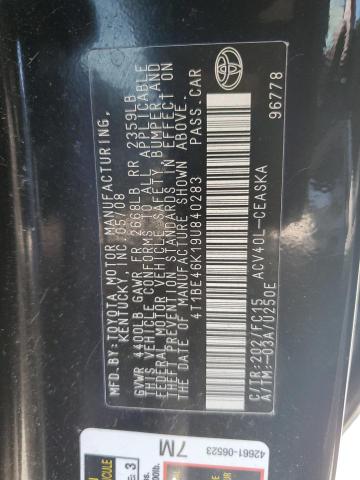 MFD.BY: TOYOTA MOTOR MANUFACTURING,
KENTUCKY, INC. 05/08
GVWR 4400LB GAWR FR 2668LB RR 2359LB
THIS VEHICLE CONFORMS TO ALL APPLICABLE
FEDERAL MOTOR VEHICLE SAFETY, BUMPER, AND
THEFT PREVENTION STANDARDS IN EFFECT ON
THE DATE OF MANUFACTURE SHOWN ABOVE.
4T1BE46K19U840283 PASS.CAR
ACV40L-CEASKA
C/TR:202/FC15
A/TM:-03A/U250E
96778
TOYOTA
42661-06523
7M
3